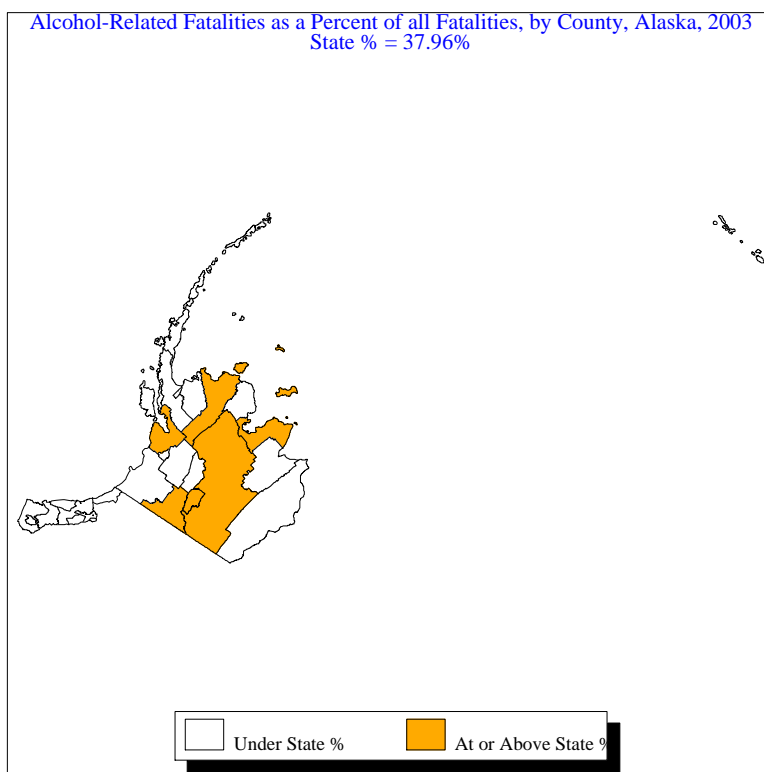 Alcohol-Related Fatalities as a Percent of all Fatalities, by County, Alaska, 2003
State % = 37.96%
Under State % At or Above State %